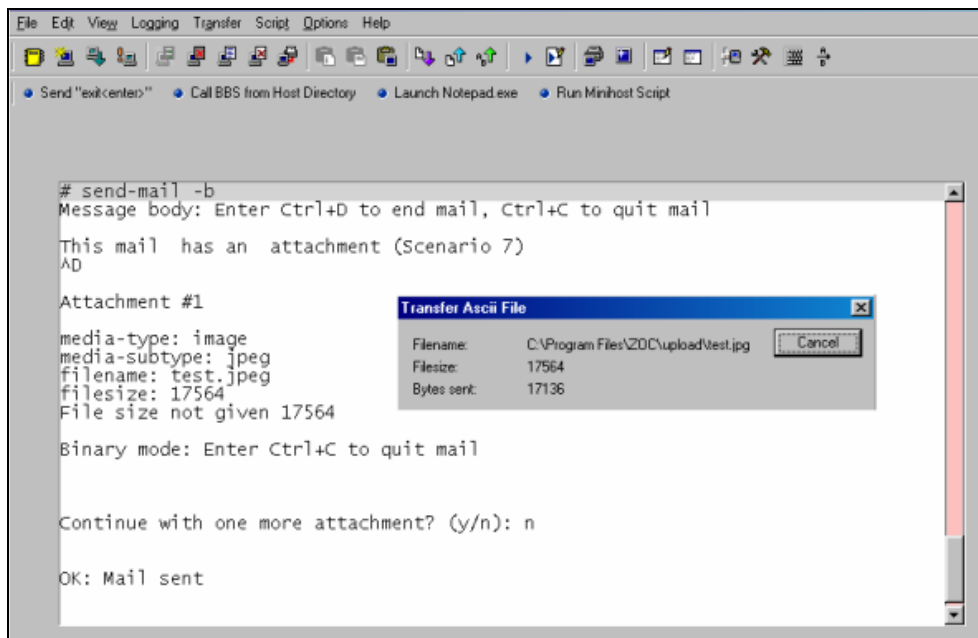 File Edit View Logging Transfer Script Options Help
Send "exit<enter>" Call BBS from Host Directory Launch Notepad.exe Run Minihost Script
# send-mail -b
Message body: Enter Ctrl+D to end mail, Ctrl+C to quit mail
This mail has an attachment (Scenario 7)
^D
Attachment #1
media-type: image
media-subtype: jpeg
filename: test.jpeg
filesize: 17564
File size not given 17564
Binary mode: Enter Ctrl+C to quit mail
Continue with one more attachment? (y/n): n
OK: Mail sent
Transfer Ascii File
Filename: C:\Program Files\ZOC\upload\test.jpg
Filesize: 17564
Bytes sent: 17136
Cancel